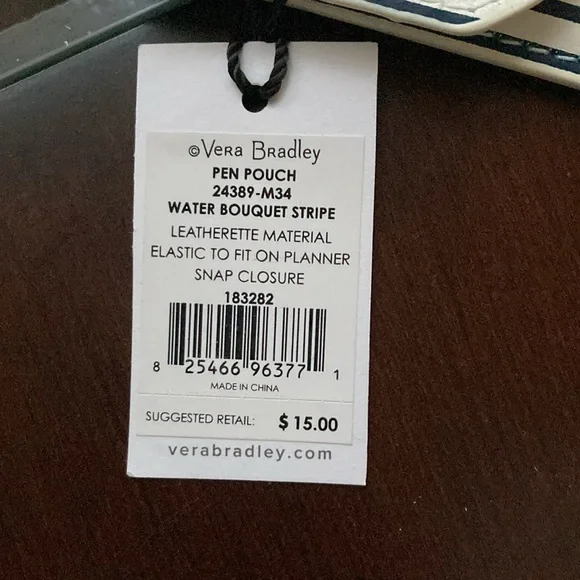 ©Vera Bradley
PEN POUCH
24389-M34
WATER BOUQUET STRIPE
LEATHERETTE MATERIAL
ELASTIC TO FIT ON PLANNER
SNAP CLOSURE
183282
8 25466 96377 1
MADE IN CHINA
SUGGESTED RETAIL: $ 15.00
verabradley.com